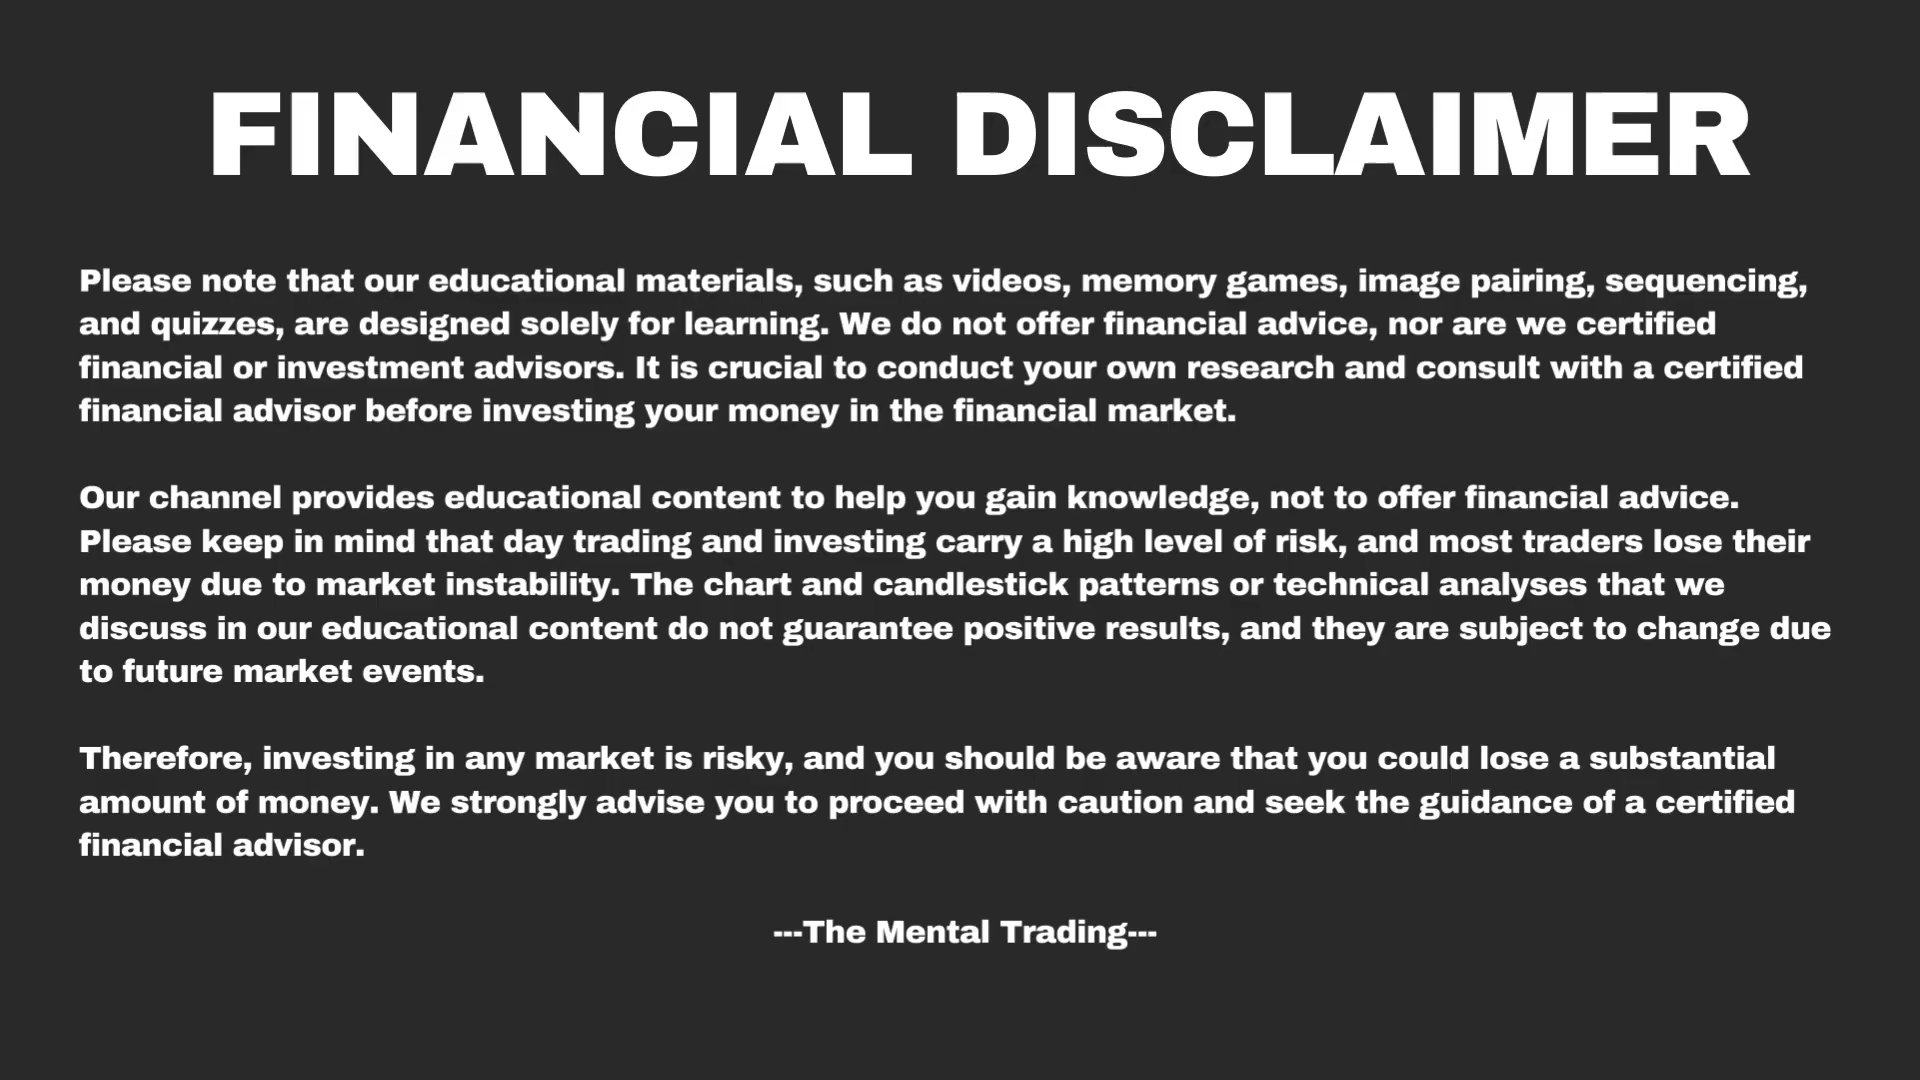 FINANCIAL DISCLAIMER
Please note that our educational materials, such as videos, memory games, image pairing, sequencing,
and quizzes, are designed solely for learning. We do not offer financial advice, nor are we certified
financial or investment advisors. It is crucial to conduct your own research and consult with a certified
financial advisor before investing your money in the financial market.
Our channel provides educational content to help you gain knowledge, not to offer financial advice.
Please keep in mind that day trading and investing carry a high level of risk, and most traders lose their
money due to market instability. The chart and candlestick patterns or technical analyses that we
discuss in our educational content do not guarantee positive results, and they are subject to change due
to future market events.
Therefore, investing in any market is risky, and you should be aware that you could lose a substantial
amount of money. We strongly advise you to proceed with caution and seek the guidance of a certified
financial advisor.
---The Mental Trading---